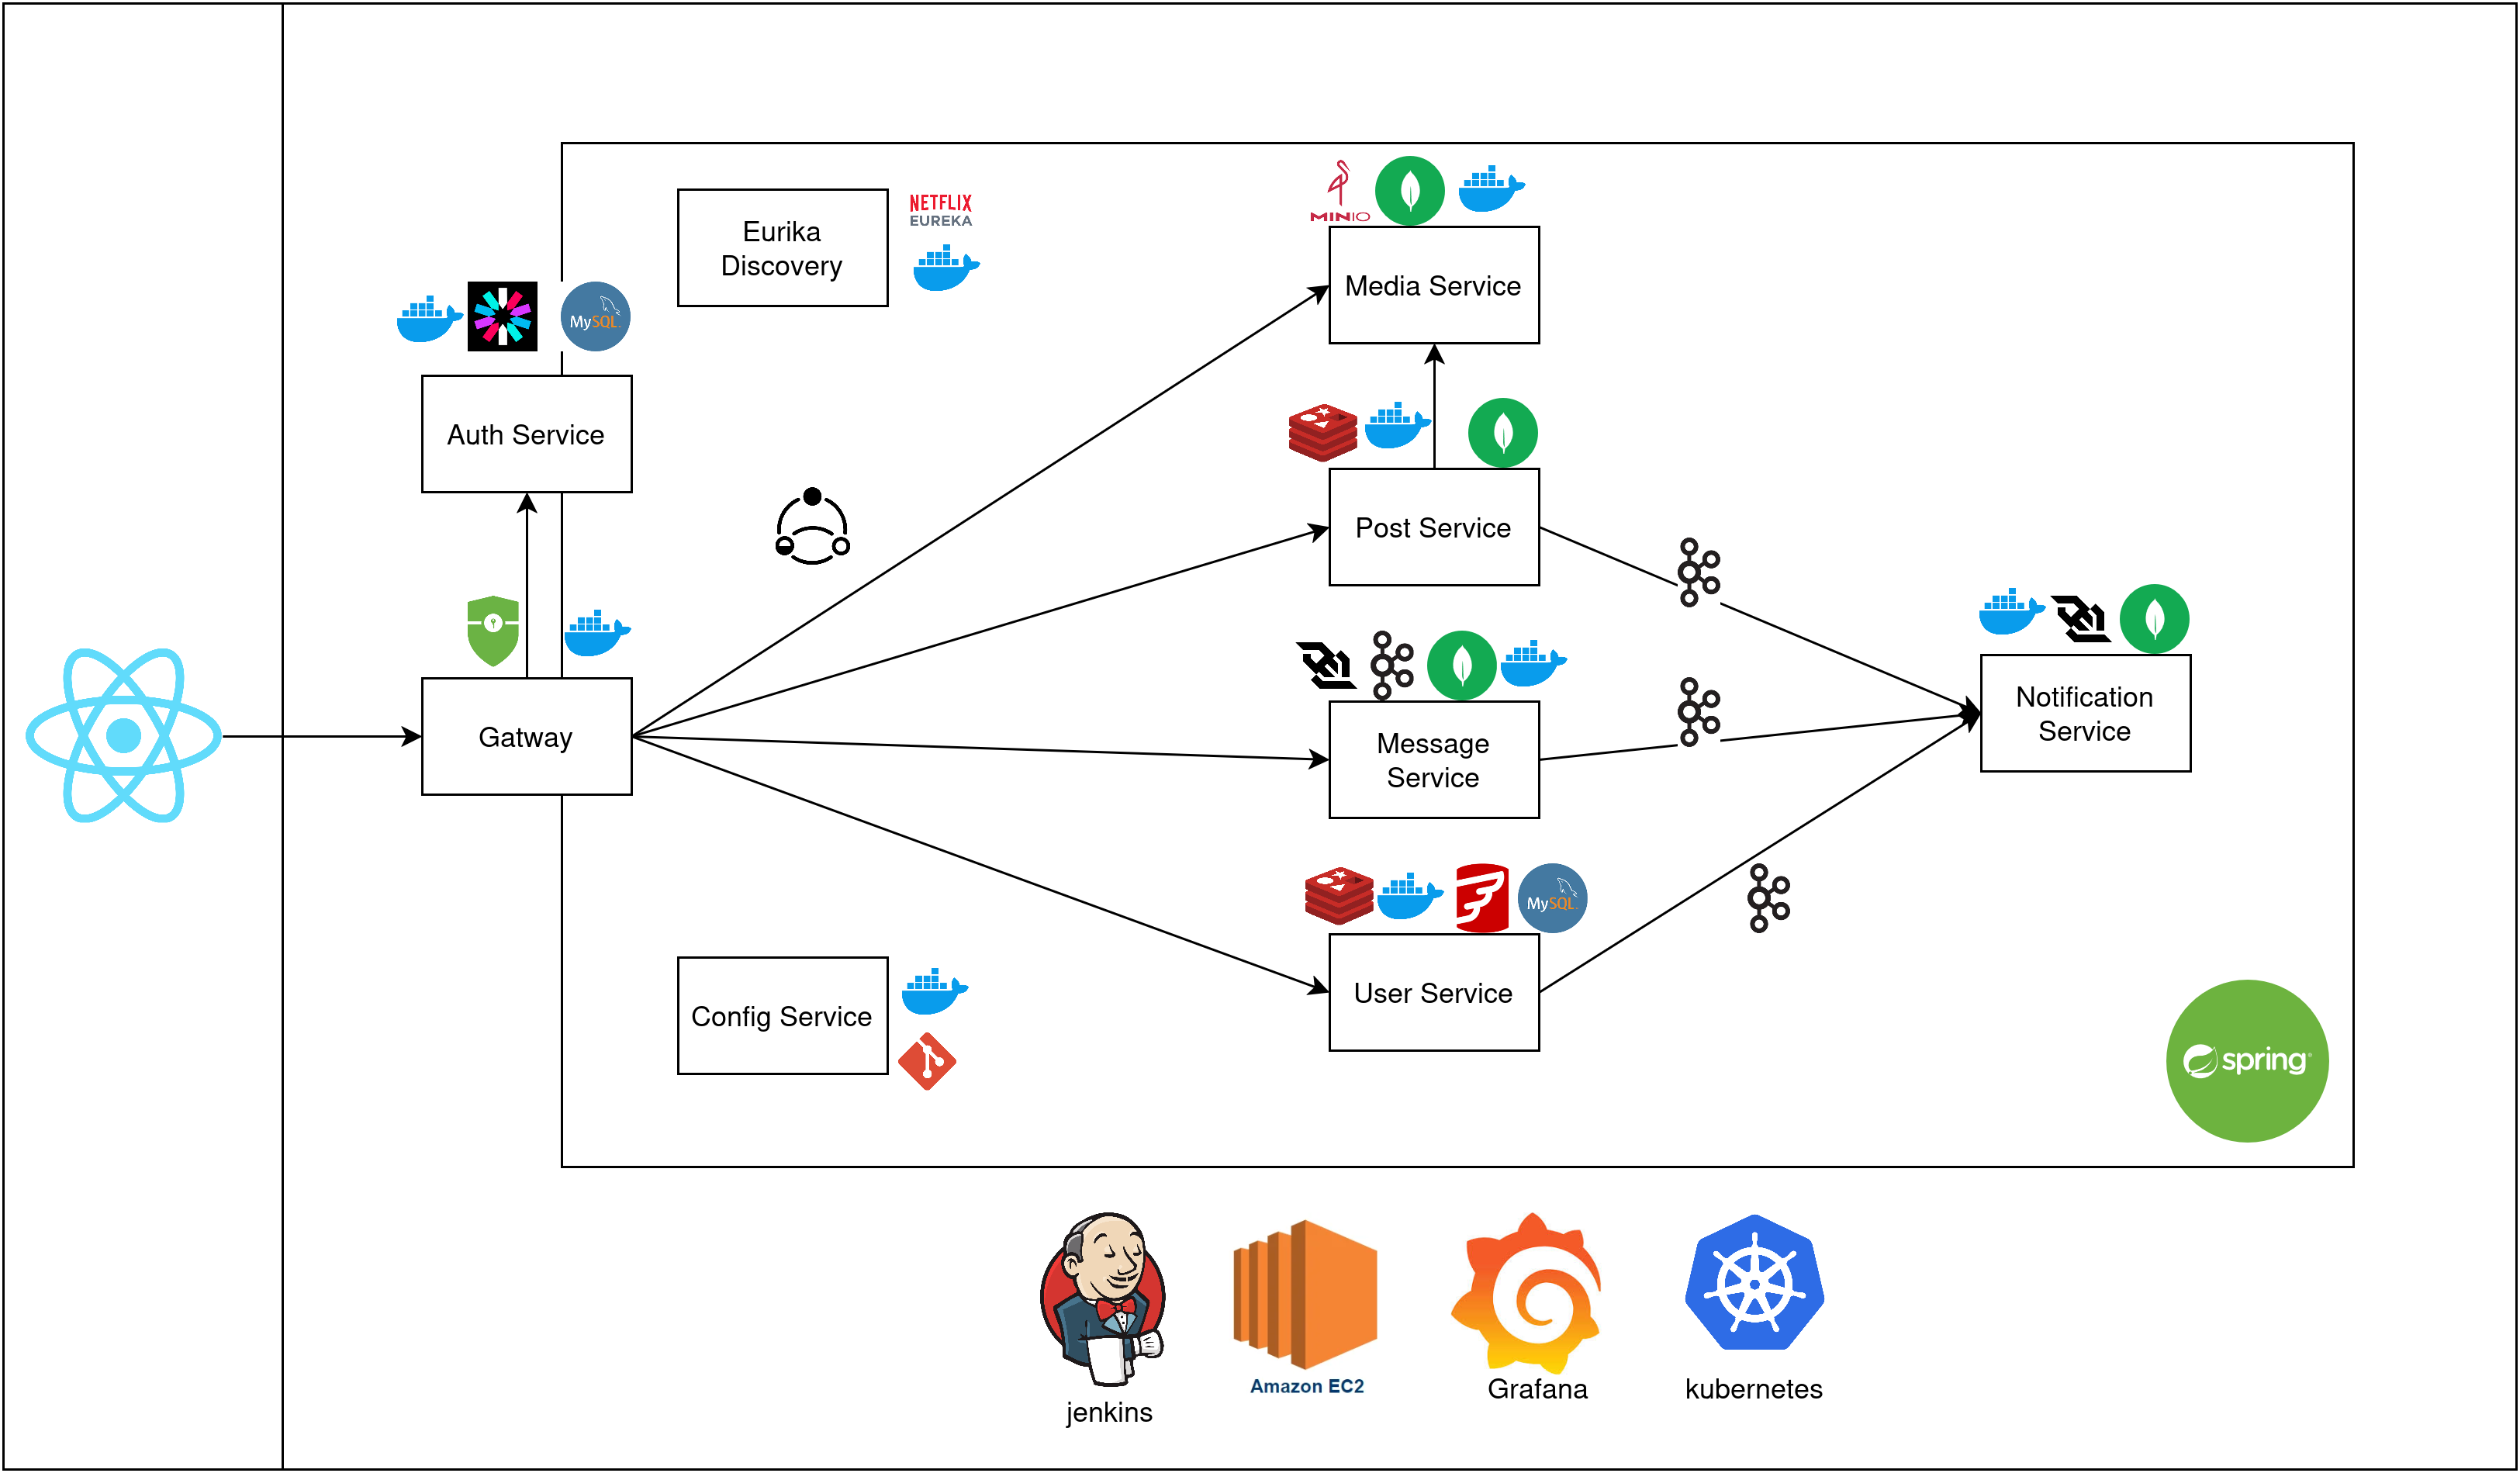 NETFLIX
EUREKA
Eurika
Discovery
MINIO
Media Service
MySQL
Auth Service
Post Service
Gatway
Message
Service
Notification
Service
MySQL
User Service
Config Service
spring
jenkins
Amazon EC2
Grafana
kubernetes